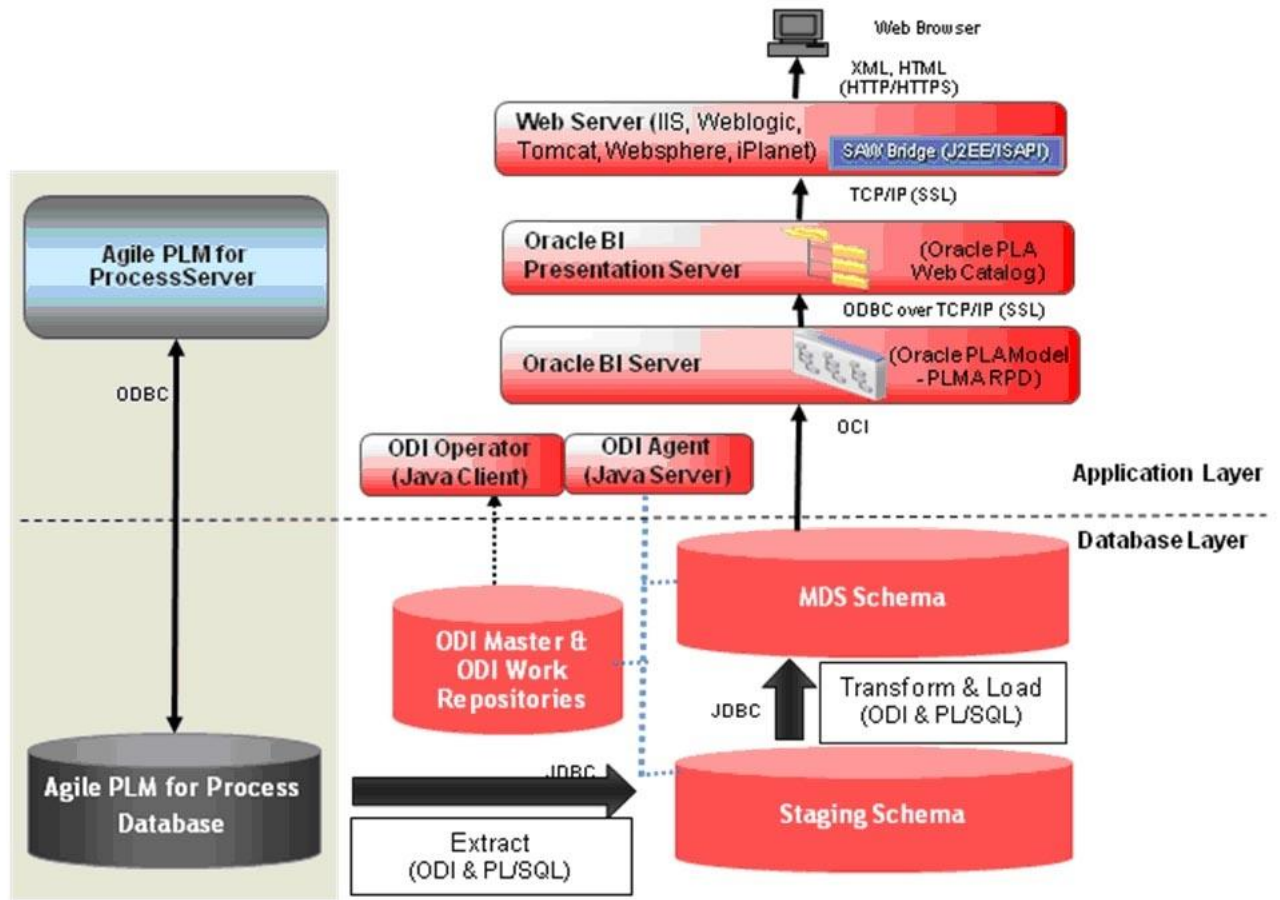 Web Browser
XML, HTML
(HTTP/HTTPS)
Web Server (IIS, Weblogic,
Tomcat, Websphere, iPlanet)
SAW Bridge (J2EE/ISAPI)
TCP/IP (SSL)
Agile PLM for
ProcessServer
Oracle BI
Presentation Server
(Oracle PLA
Web Catalog)
ODBC over TCP/IP (SSL)
Oracle BI Server
(Oracle PLAModel
- PLMA RPD)
ODBC
OCI
ODI Operator
(Java Client)
ODI Agent
(Java Server)
Application Layer
Database Layer
MDS Schema
ODI Master &
ODI Work
Repositories
JDBC
Transform & Load
(ODI & PL/SQL)
Agile PLM for Process
Database
JDBC
Extract
(ODI & PL/SQL)
Staging Schema